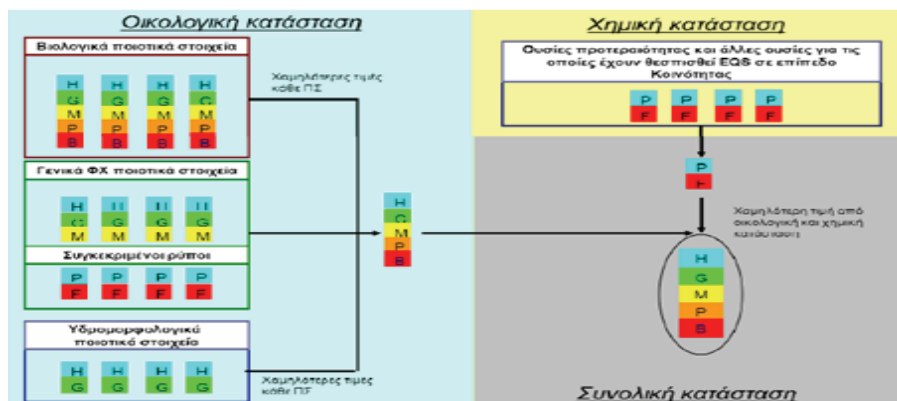 Οικολογική κατάσταση
Βιολογικά ποιοτικά στοιχεία
H H H H
G G G G
M M M M
P P P P
B B B B
Χαμηλότερες τιμές
κάθε ΠΣ
Γενικά ΦΧ ποιοτικά στοιχεία
H H H H
G G G G
M M M M
Συγκεκριμένοι ρύποι
P P P P
F F F F
Υδρομορφολογικά
ποιοτικά στοιχεία
H H H H
G G G G
Χαμηλότερες τιμές
κάθε ΠΣ
H
G
M
P
B
Χημική κατάσταση
Ουσίες προτεραιότητας και άλλες ουσίες για τις
οποίες έχουν θεσπισθεί EQS σε επίπεδο
Κοινότητας
P P P P
F F F F
P
F
Χαμηλότερη τιμή από
οικολογική και χημική
κατάσταση
H
G
M
P
B
Συνολική κατάσταση